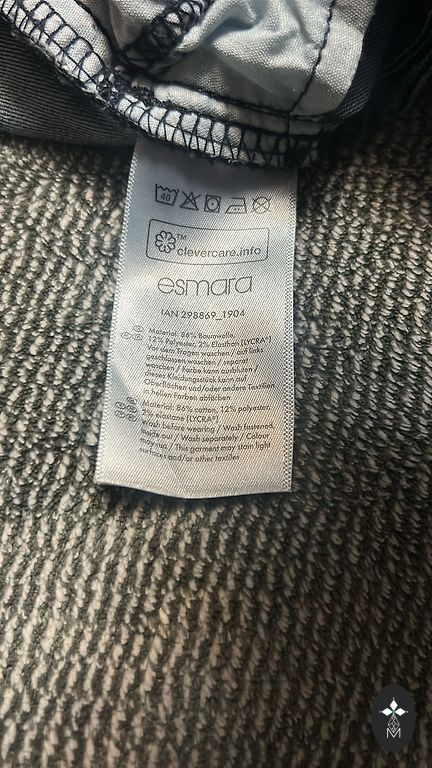 40
clevercare.info
esmara
IAN 298869_1904
Material: 86% Baumwolle,
12% Polyester, 2% Elasthan (LYCRA®)
Vor dem Tragen waschen / auf links
geschlossen waschen / separat
waschen / Farbe kann ausbluten /
dieses Kleidungsstück kann auf
Oberflächen und/oder andere Textilien
in hellen Farben abfärben
Material: 86% cotton, 12% polyester,
2% elastane (LYCRA®)
Wash before wearing / Wash fastened,
inside out / Wash separately / Colour
may run / This garment may stain light
surfaces and/or other textiles
M